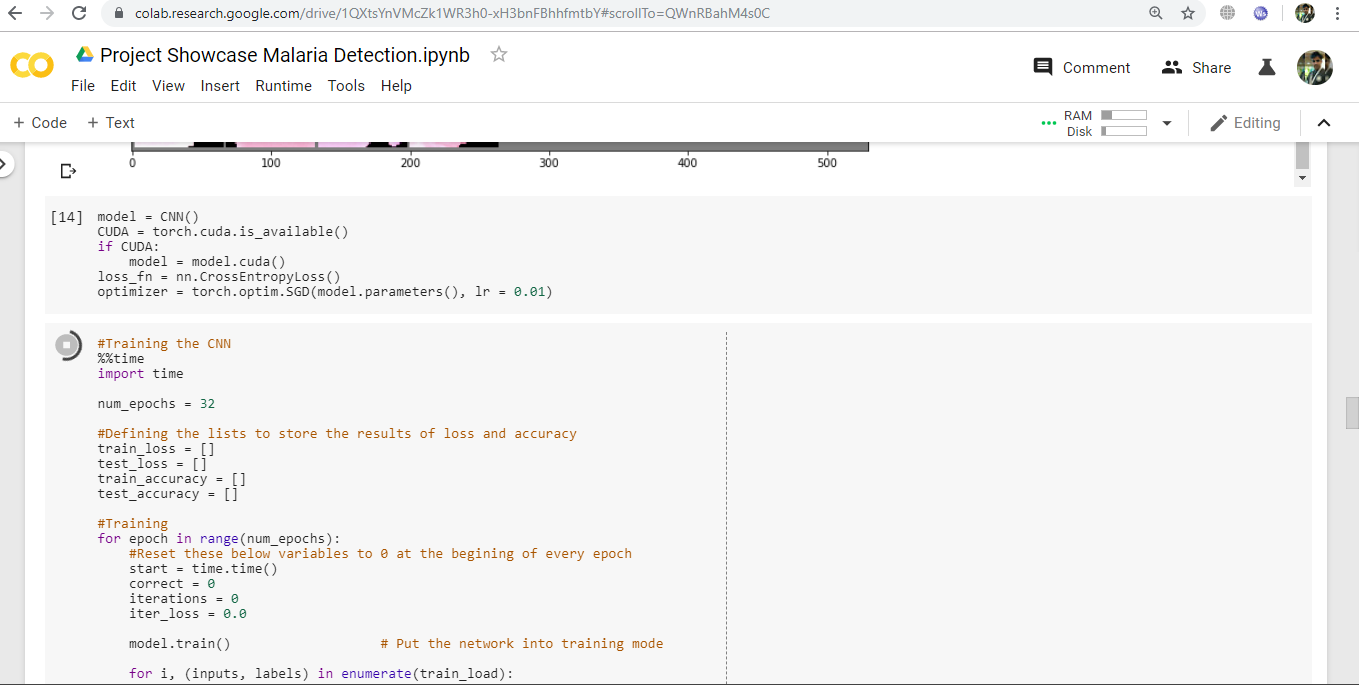 colab.research.google.com/drive/1QXtsYnVMcZk1WR3h0-xH3bnFBhhfmtbY#scrollTo=QWnRBahM4s0C
Ws
Project Showcase Malaria Detection.ipynb
Comment
Share
File Edit View Insert Runtime Tools Help
+ Code + Text
RAM
Disk
Editing
0 100 200 300 400 500
[14] model = CNN()
CUDA = torch.cuda.is_available()
if CUDA:
    model = model.cuda()
loss_fn = nn.CrossEntropyLoss()
optimizer = torch.optim.SGD(model.parameters(), lr = 0.01)
#Training the CNN
%%time
import time
num_epochs = 32
#Defining the lists to store the results of loss and accuracy
train_loss = []
test_loss = []
train_accuracy = []
test_accuracy = []
#Training
for epoch in range(num_epochs):
    #Reset these below variables to 0 at the begining of every epoch
    start = time.time()
    correct = 0
    iterations = 0
    iter_loss = 0.0
    model.train()                   # Put the network into training mode
    for i, (inputs, labels) in enumerate(train_load):